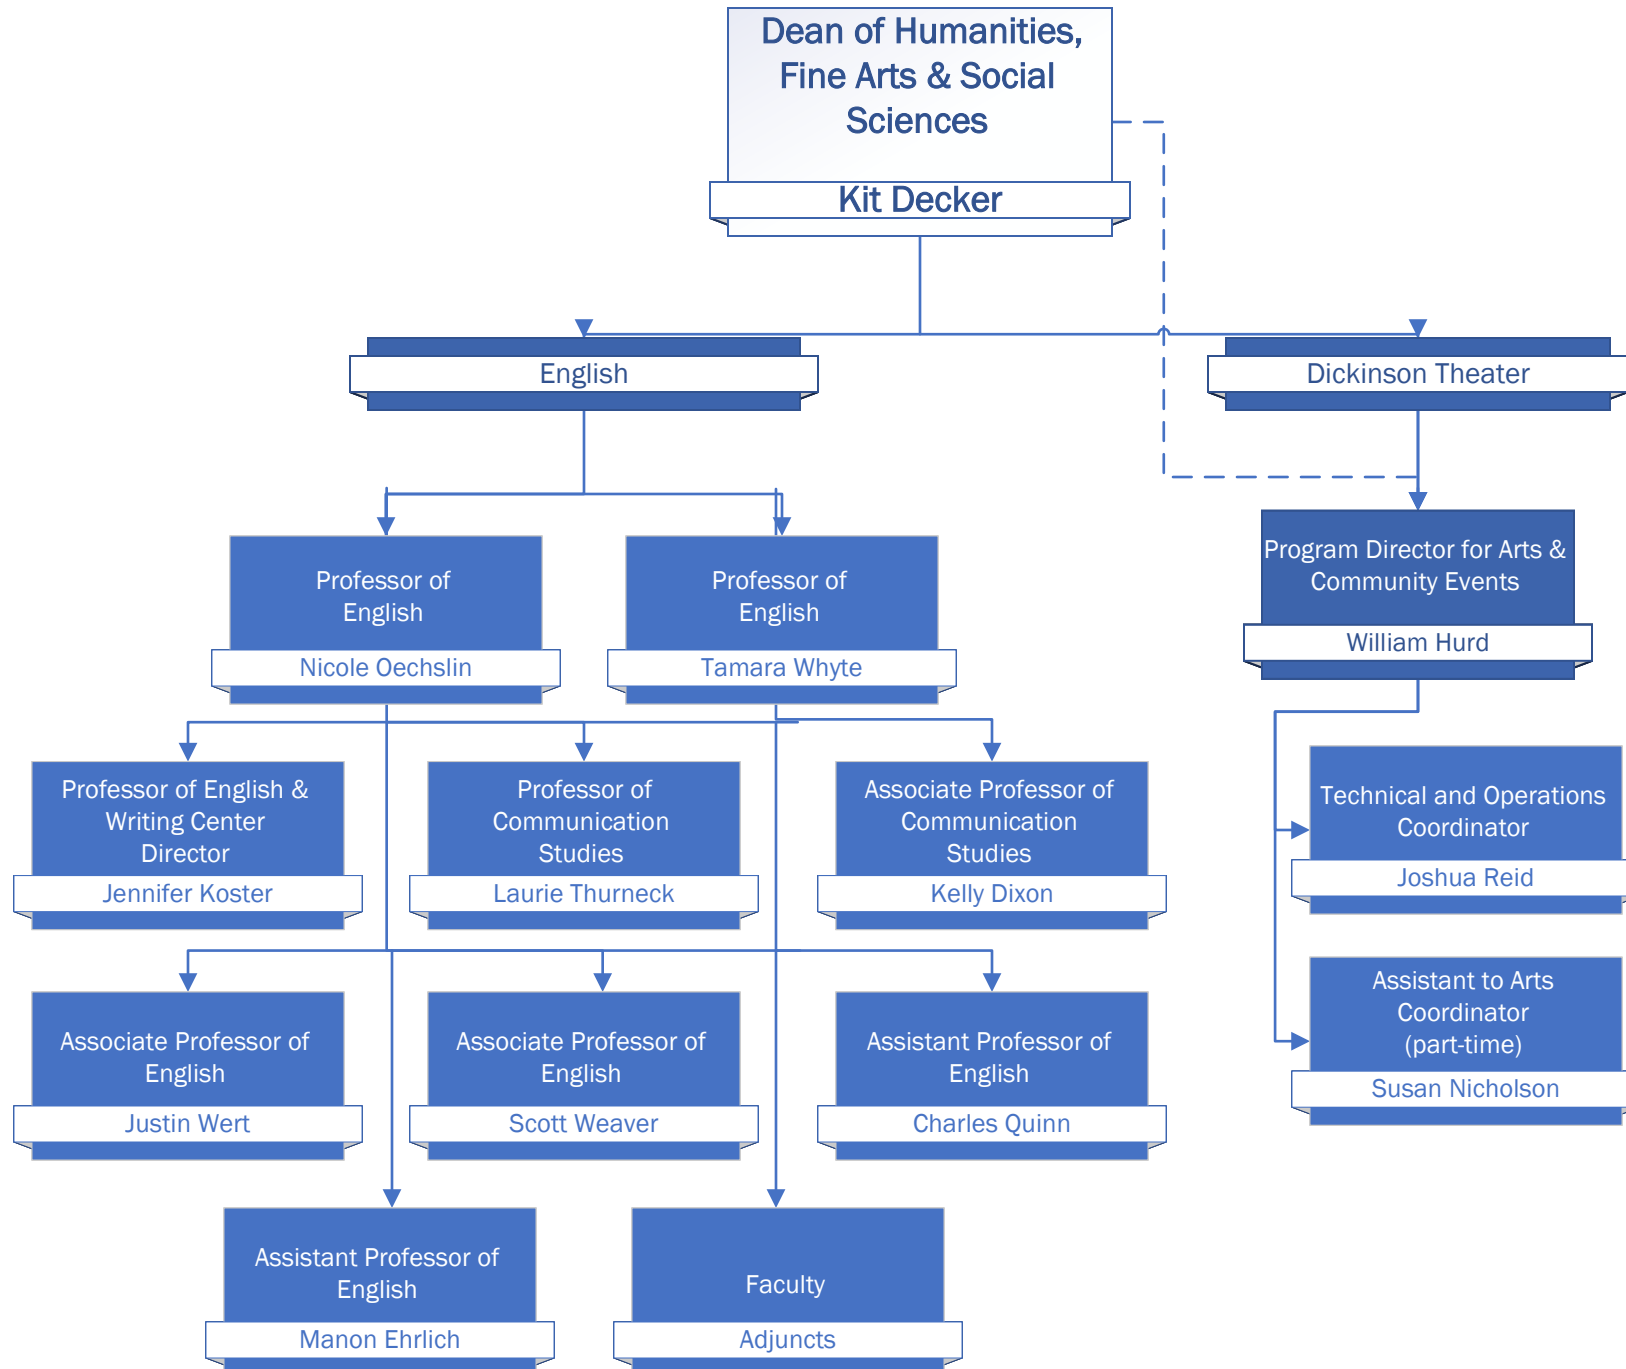 Dean of Humanities,
Fine Arts & Social
Sciences
Kit Decker
English
Dickinson Theater
Professor of
English
Nicole Oechslin
Professor of
English
Tamara Whyte
Program Director for Arts &
Community Events
William Hurd
Professor of English &
Writing Center
Director
Jennifer Koster
Professor of
Communication
Studies
Laurie Thurneck
Associate Professor of
Communication
Studies
Kelly Dixon
Technical and Operations
Coordinator
Joshua Reid
Associate Professor of
English
Justin Wert
Associate Professor of
English
Scott Weaver
Assistant Professor of
English
Charles Quinn
Assistant to Arts
Coordinator
(part-time)
Susan Nicholson
Assistant Professor of
English
Manon Ehrlich
Faculty
Adjuncts